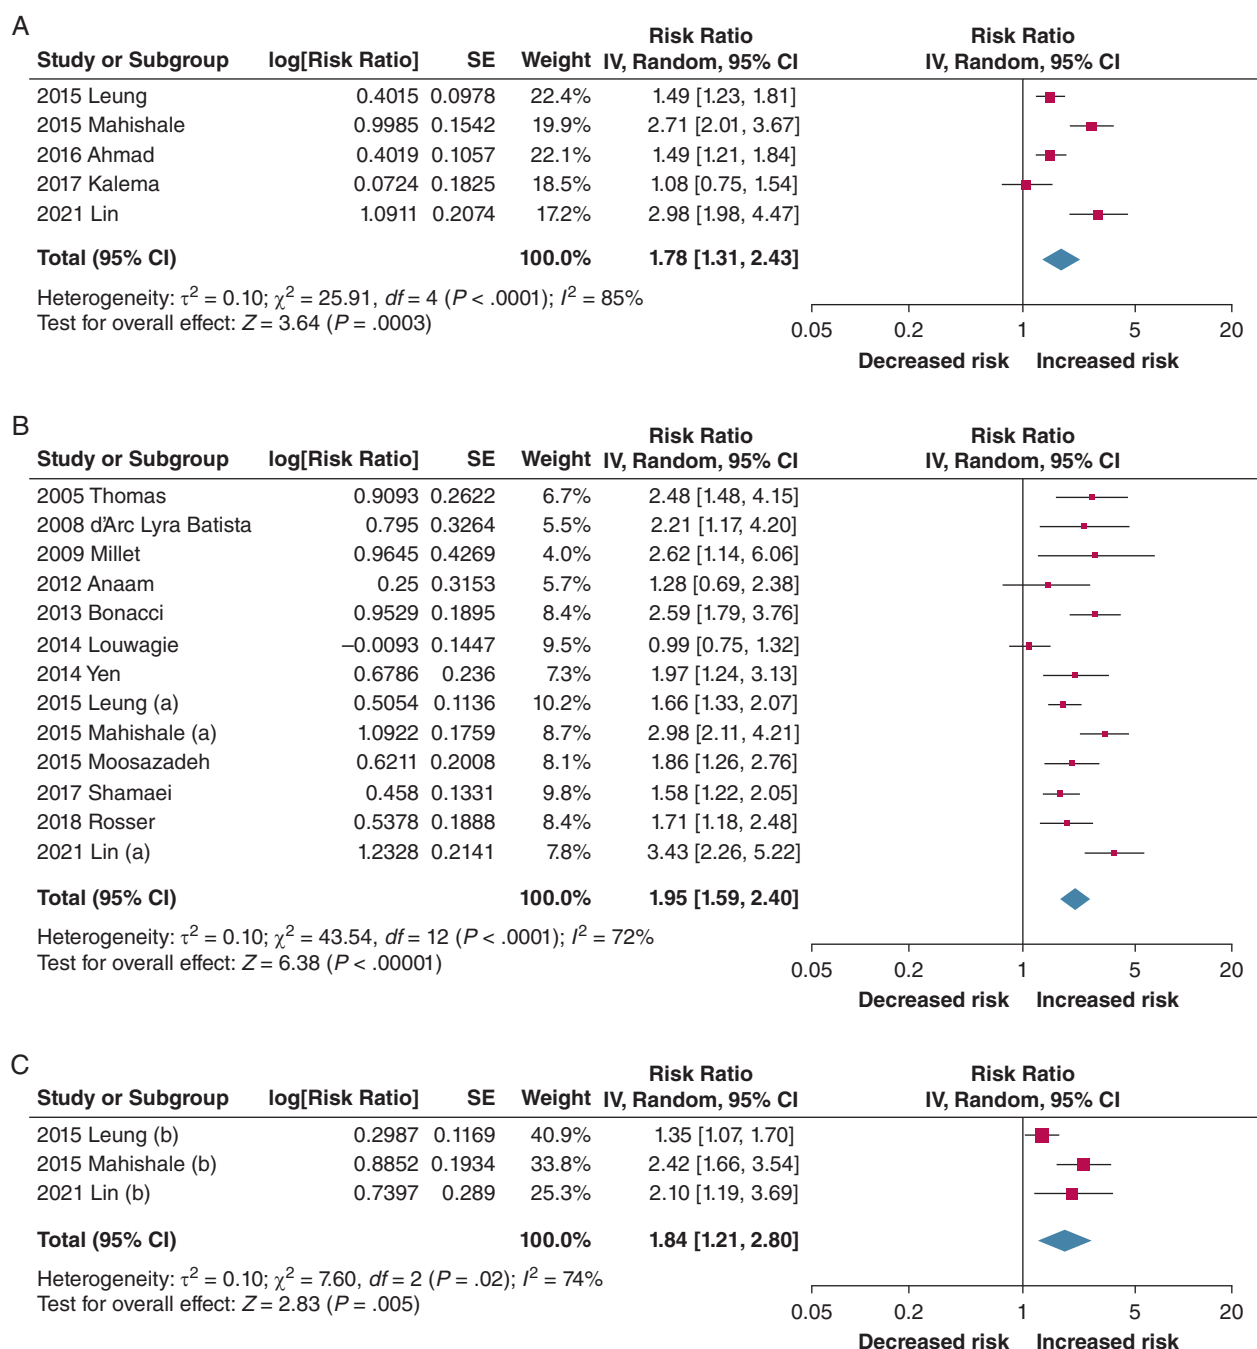 A
Risk Ratio Risk Ratio
Study or Subgroup log[Risk Ratio] SE Weight IV, Random, 95% CI IV, Random, 95% CI
2015 Leung 0.4015 0.0978 22.4% 1.49 [1.23, 1.81]
2015 Mahishale 0.9985 0.1542 19.9% 2.71 [2.01, 3.67]
2016 Ahmad 0.4019 0.1057 22.1% 1.49 [1.21, 1.84]
2017 Kalema 0.0724 0.1825 18.5% 1.08 [0.75, 1.54]
2021 Lin 1.0911 0.2074 17.2% 2.98 [1.98, 4.47]
Total (95% CI) 100.0% 1.78 [1.31, 2.43]
Heterogeneity: τ² = 0.10; χ² = 25.91, df = 4 (P < .0001); I² = 85%
Test for overall effect: Z = 3.64 (P = .0003)
0.05 0.2 1 5 20
Decreased risk Increased risk
B
Risk Ratio Risk Ratio
Study or Subgroup log[Risk Ratio] SE Weight IV, Random, 95% CI IV, Random, 95% CI
2005 Thomas 0.9093 0.2622 6.7% 2.48 [1.48, 4.15]
2008 d'Arc Lyra Batista 0.795 0.3264 5.5% 2.21 [1.17, 4.20]
2009 Millet 0.9645 0.4269 4.0% 2.62 [1.14, 6.06]
2012 Anaam 0.25 0.3153 5.7% 1.28 [0.69, 2.38]
2013 Bonacci 0.9529 0.1895 8.4% 2.59 [1.79, 3.76]
2014 Louwagie –0.0093 0.1447 9.5% 0.99 [0.75, 1.32]
2014 Yen 0.6786 0.236 7.3% 1.97 [1.24, 3.13]
2015 Leung (a) 0.5054 0.1136 10.2% 1.66 [1.33, 2.07]
2015 Mahishale (a) 1.0922 0.1759 8.7% 2.98 [2.11, 4.21]
2015 Moosazadeh 0.6211 0.2008 8.1% 1.86 [1.26, 2.76]
2017 Shamaei 0.458 0.1331 9.8% 1.58 [1.22, 2.05]
2018 Rosser 0.5378 0.1888 8.4% 1.71 [1.18, 2.48]
2021 Lin (a) 1.2328 0.2141 7.8% 3.43 [2.26, 5.22]
Total (95% CI) 100.0% 1.95 [1.59, 2.40]
Heterogeneity: τ² = 0.10; χ² = 43.54, df = 12 (P < .0001); I² = 72%
Test for overall effect: Z = 6.38 (P < .00001)
0.05 0.2 1 5 20
Decreased risk Increased risk
C
Risk Ratio Risk Ratio
Study or Subgroup log[Risk Ratio] SE Weight IV, Random, 95% CI IV, Random, 95% CI
2015 Leung (b) 0.2987 0.1169 40.9% 1.35 [1.07, 1.70]
2015 Mahishale (b) 0.8852 0.1934 33.8% 2.42 [1.66, 3.54]
2021 Lin (b) 0.7397 0.289 25.3% 2.10 [1.19, 3.69]
Total (95% CI) 100.0% 1.84 [1.21, 2.80]
Heterogeneity: τ² = 0.10; χ² = 7.60, df = 2 (P = .02); I² = 74%
Test for overall effect: Z = 2.83 (P = .005)
0.05 0.2 1 5 20
Decreased risk Increased risk